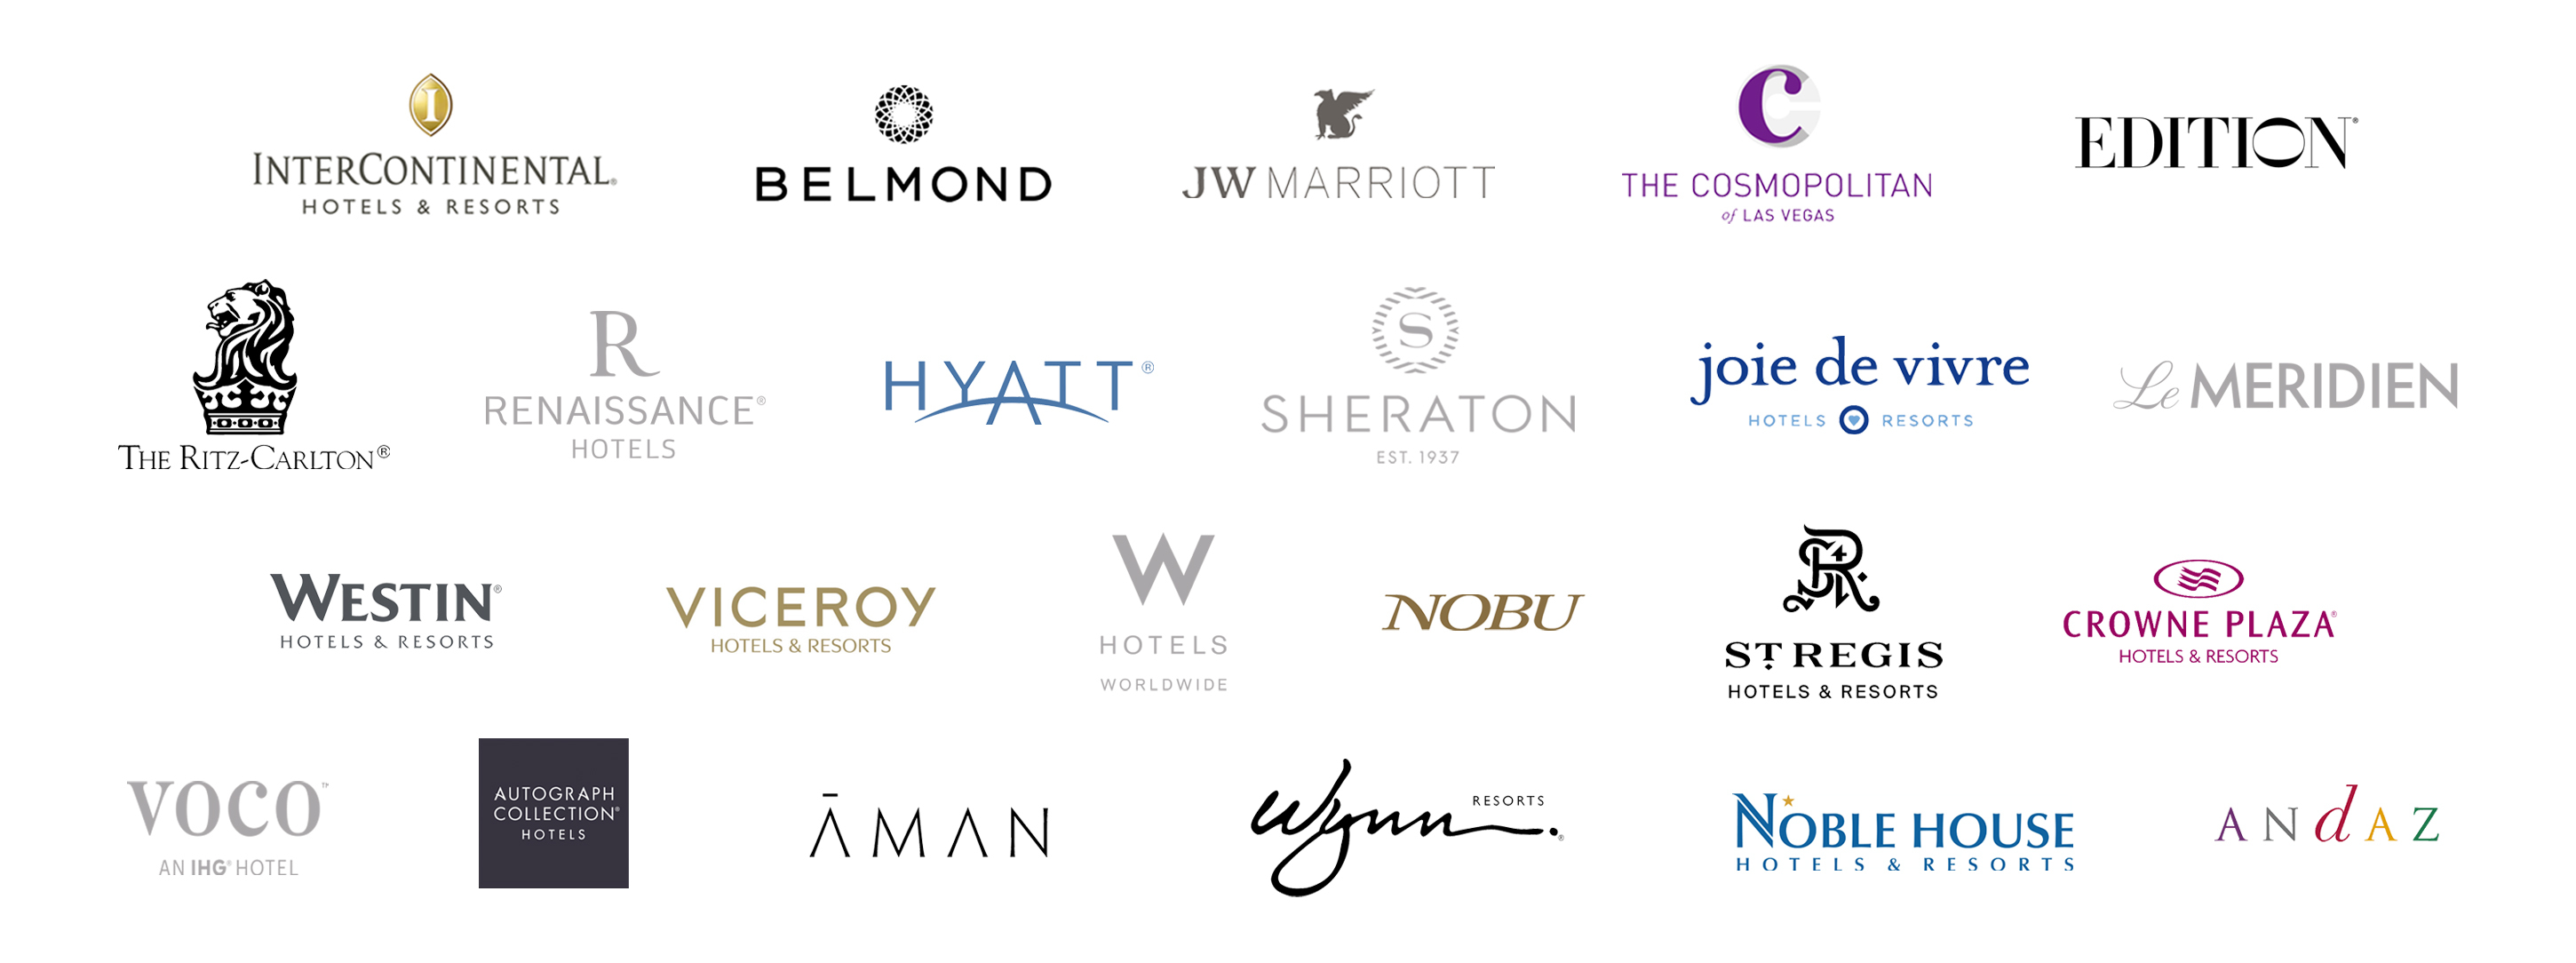 I
INTERCONTINENTAL®
HOTELS & RESORTS
BELMOND
JW MARRIOTT
C
THE COSMOPOLITAN
of LAS VEGAS
EDITION®
THE RITZ-CARLTON®
R
RENAISSANCE®
HOTELS
HYATT®
S
SHERATON
EST. 1937
joie de vivre
HOTELS RESORTS
Le MERIDIEN
WESTIN®
HOTELS & RESORTS
VICEROY
HOTELS & RESORTS
W
HOTELS
WORLDWIDE
NOBU
STR
ST REGIS
HOTELS & RESORTS
CROWNE PLAZA®
HOTELS & RESORTS
VOCO™
AN IHG® HOTEL
AUTOGRAPH
COLLECTION®
HOTELS
ĀMAN
Wynn RESORTS®
NOBLE HOUSE
HOTELS & RESORTS
ANdAZ